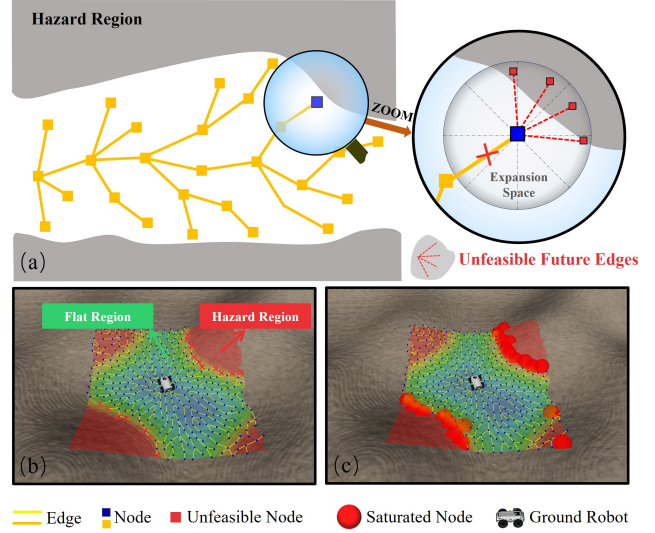 Hazard Region
ZOOM
Expansion
Space
(a)
Unfeasible Future Edges
Flat Region
Hazard Region
(b)
(c)
Edge
Node
Unfeasible Node
Saturated Node
Ground Robot